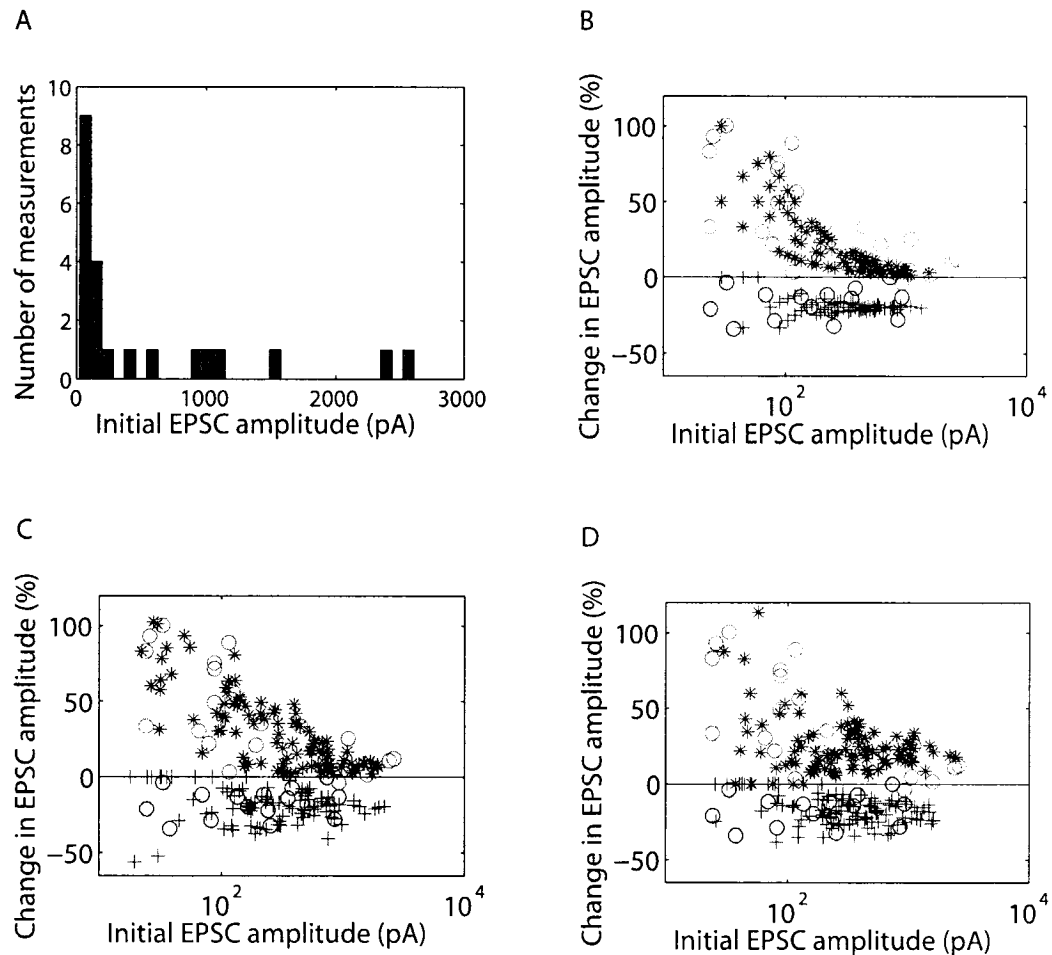 A
Number of measurements
10
8
6
4
2
0
0 1000 2000 3000
Initial EPSC amplitude (pA)
B
Change in EPSC amplitude (%)
100
50
0
−50
10^2 10^4
Initial EPSC amplitude (pA)
C
Change in EPSC amplitude (%)
100
50
0
−50
10^2 10^4
Initial EPSC amplitude (pA)
D
Change in EPSC amplitude (%)
100
50
0
−50
10^2 10^4
Initial EPSC amplitude (pA)